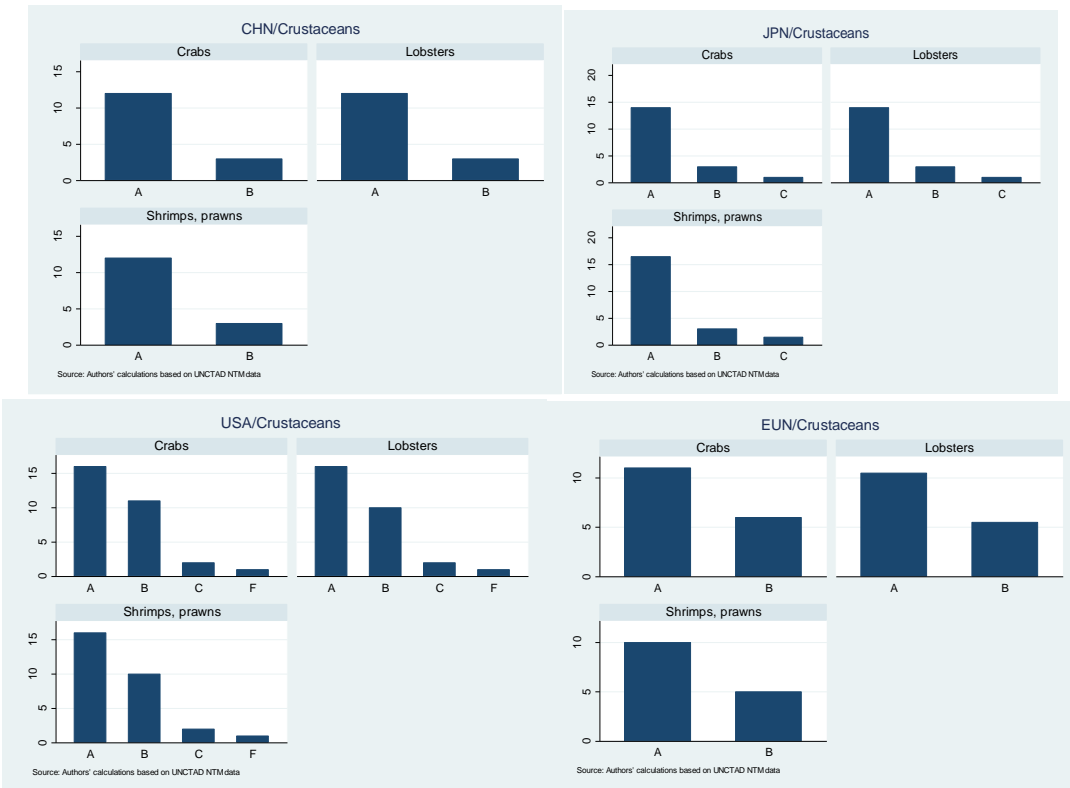 CHN/Crustaceans
Crabs Lobsters
15
10
5
0
A B A B
Shrimps, prawns
15
10
5
0
A B
Source: Authors' calculations based on UNCTAD NTM data
JPN/Crustaceans
Crabs Lobsters
20
15
10
5
0
A B C A B C
Shrimps, prawns
20
15
10
5
0
A B C
Source: Authors' calculations based on UNCTAD NTM data
USA/Crustaceans
Crabs Lobsters
15
10
5
0
A B C F A B C F
Shrimps, prawns
15
10
5
0
A B C F
Source: Authors' calculations based on UNCTAD NTM data
EUN/Crustaceans
Crabs Lobsters
10
5
0
A B A B
Shrimps, prawns
10
5
0
A B
Source: Authors' calculations based on UNCTAD NTM data